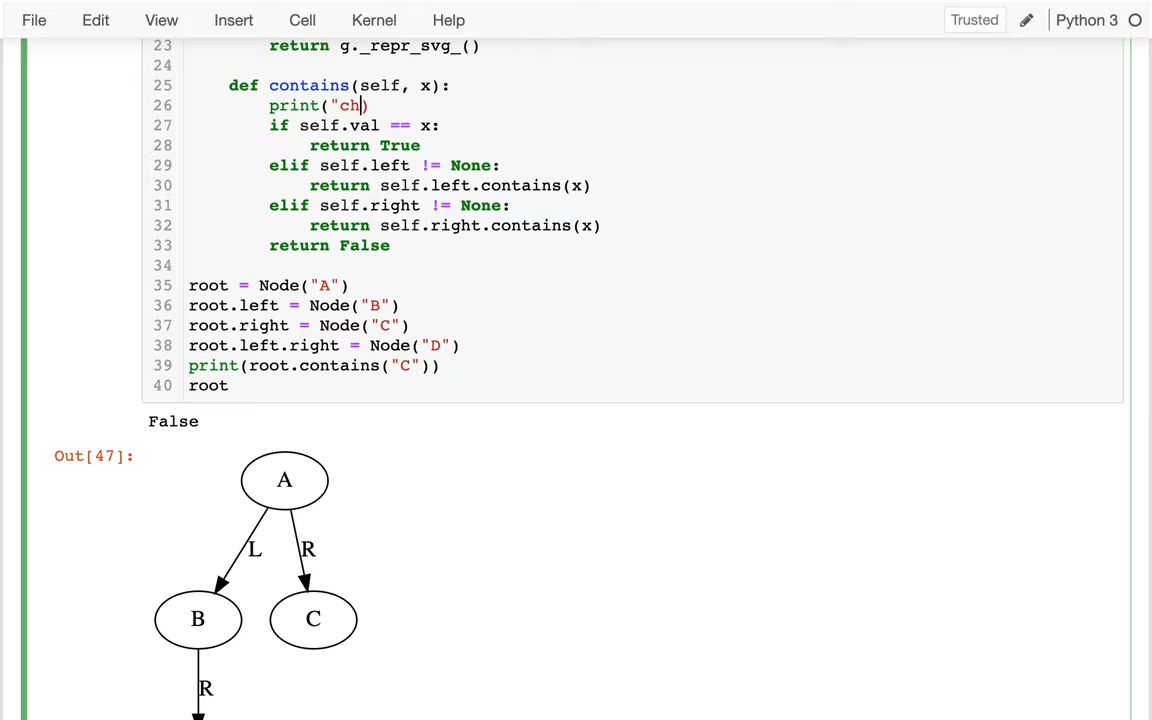 File Edit View Insert Cell Kernel Help Trusted Python 3
23         return g._repr_svg_()
24
25     def contains(self, x):
26         print("ch)
27         if self.val == x:
28             return True
29         elif self.left != None:
30             return self.left.contains(x)
31         elif self.right != None:
32             return self.right.contains(x)
33         return False
34
35 root = Node("A")
36 root.left = Node("B")
37 root.right = Node("C")
38 root.left.right = Node("D")
39 print(root.contains("C"))
40 root
False
Out[47]:
A
L R
B C
R